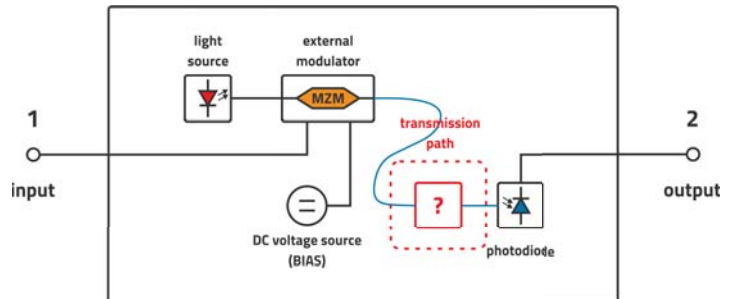 light
source
external
modulator
MZM
1
input
transmission
path
2
output
?
DC voltage source
(BIAS)
photodiode